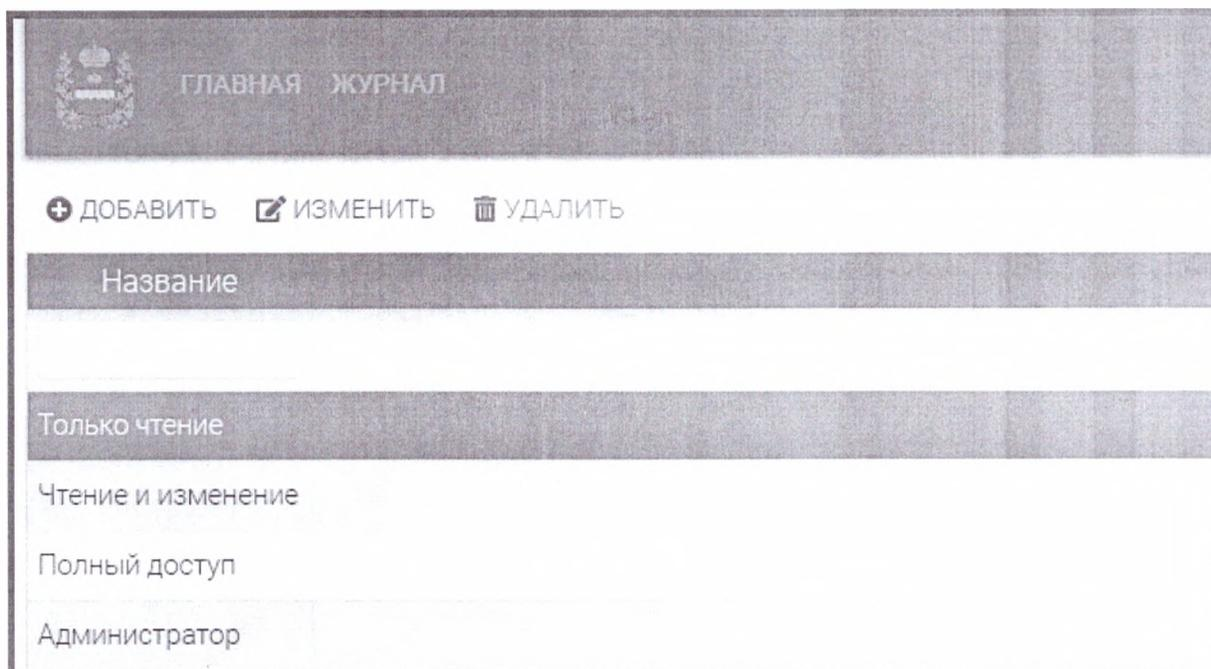 ГЛАВНАЯ ЖУРНАЛ
ДОБАВИТЬ ИЗМЕНИТЬ УДАЛИТЬ
Название
Только чтение
Чтение и изменение
Полный доступ
Администратор